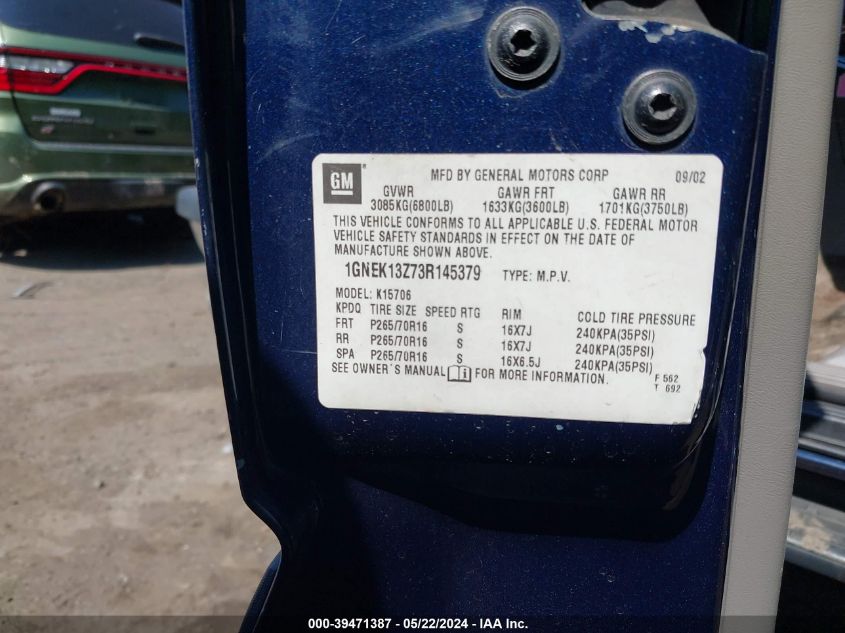 GM
MFD BY GENERAL MOTORS CORP 09/02
GVWR GAWR FRT GAWR RR
3085KG(6800LB) 1633KG(3600LB) 1701KG(3750LB)
THIS VEHICLE CONFORMS TO ALL APPLICABLE U.S. FEDERAL MOTOR
VEHICLE SAFETY STANDARDS IN EFFECT ON THE DATE OF
MANUFACTURE SHOWN ABOVE.
1GNEK13Z73R145379 TYPE: M.P.V.
MODEL: K15706
KPDQ TIRE SIZE SPEED RTG RIM COLD TIRE PRESSURE
FRT P265/70R16 S 16X7J 240KPA(35PSI)
RR P265/70R16 S 16X7J 240KPA(35PSI)
SPA P265/70R16 S 16X6.5J 240KPA(35PSI)
SEE OWNER'S MANUAL FOR MORE INFORMATION.
F 562
T 692
000-39471387 - 05/22/2024 - IAA Inc.